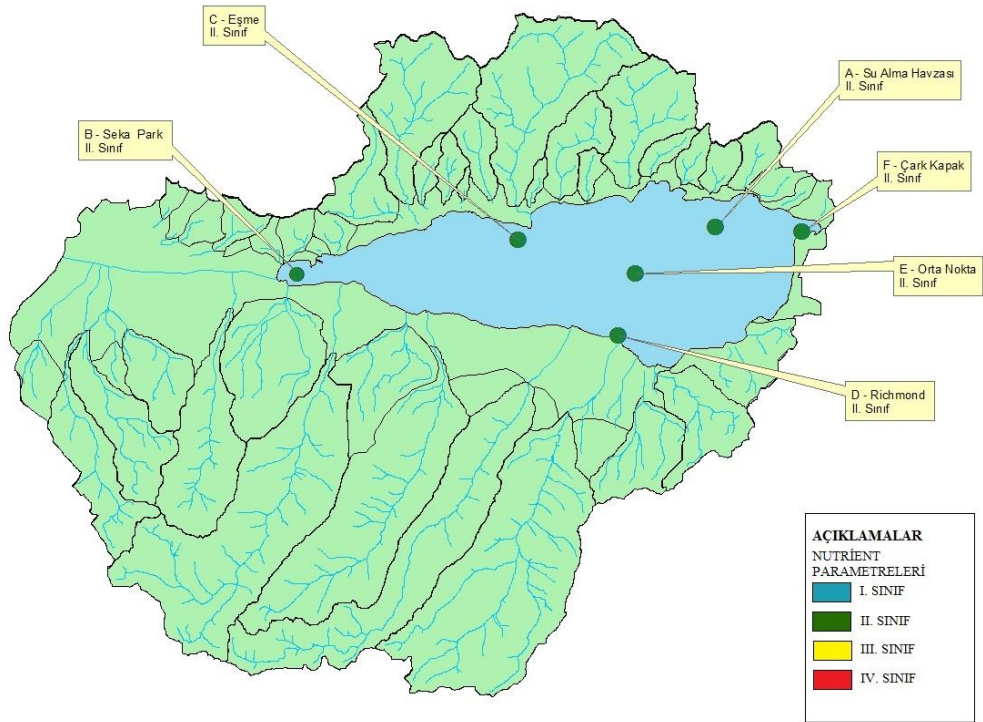 C - Eşme
II. Sınıf
A - Su Alma Havzası
II. Sınıf
B - Seka Park
II. Sınıf
F - Çark Kapak
II. Sınıf
E - Orta Nokta
II. Sınıf
D - Richmond
II. Sınıf
AÇIKLAMALAR
NUTRİENT
PARAMETRELERİ
I. SINIF
II. SINIF
III. SINIF
IV. SINIF